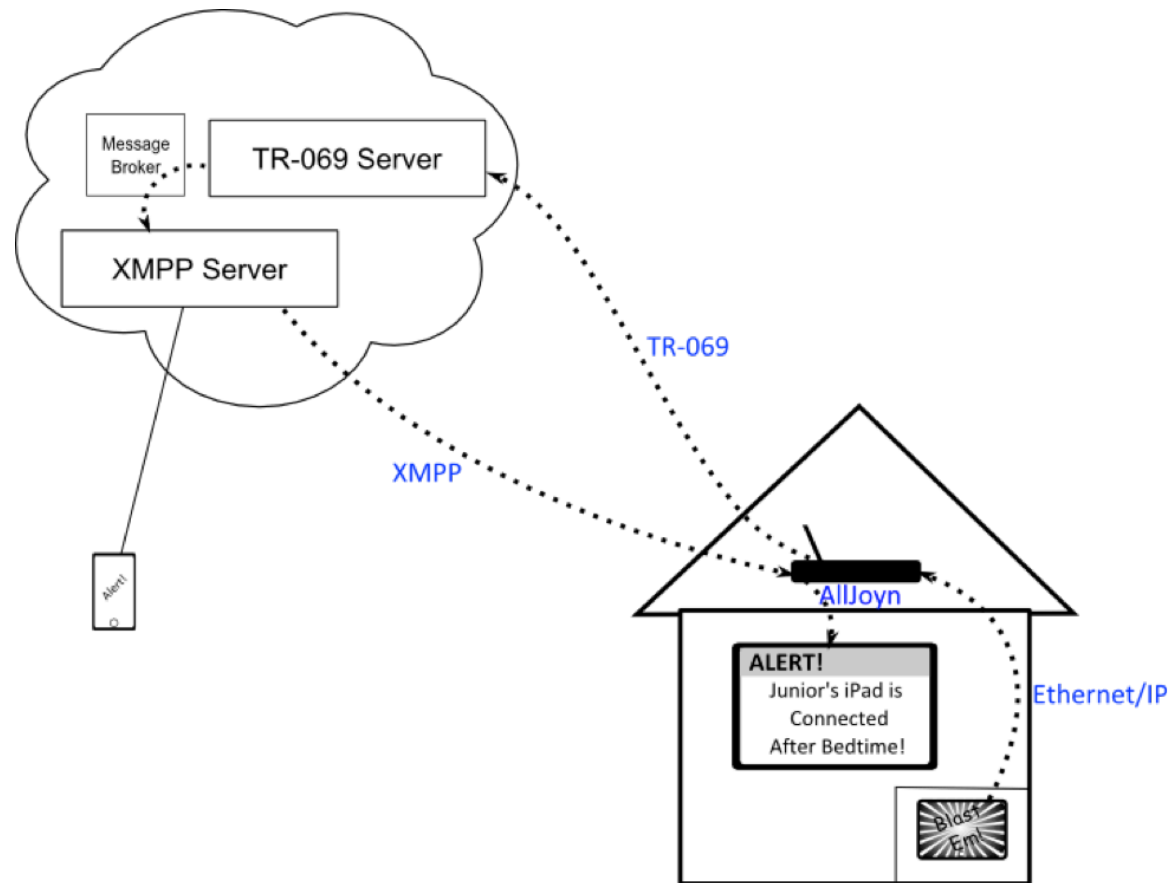 Message
Broker
TR-069 Server
XMPP Server
TR-069
XMPP
Alert!
AllJoyn
ALERT!
Junior's iPad is
Connected
After Bedtime!
Ethernet/IP
Blast
Em!